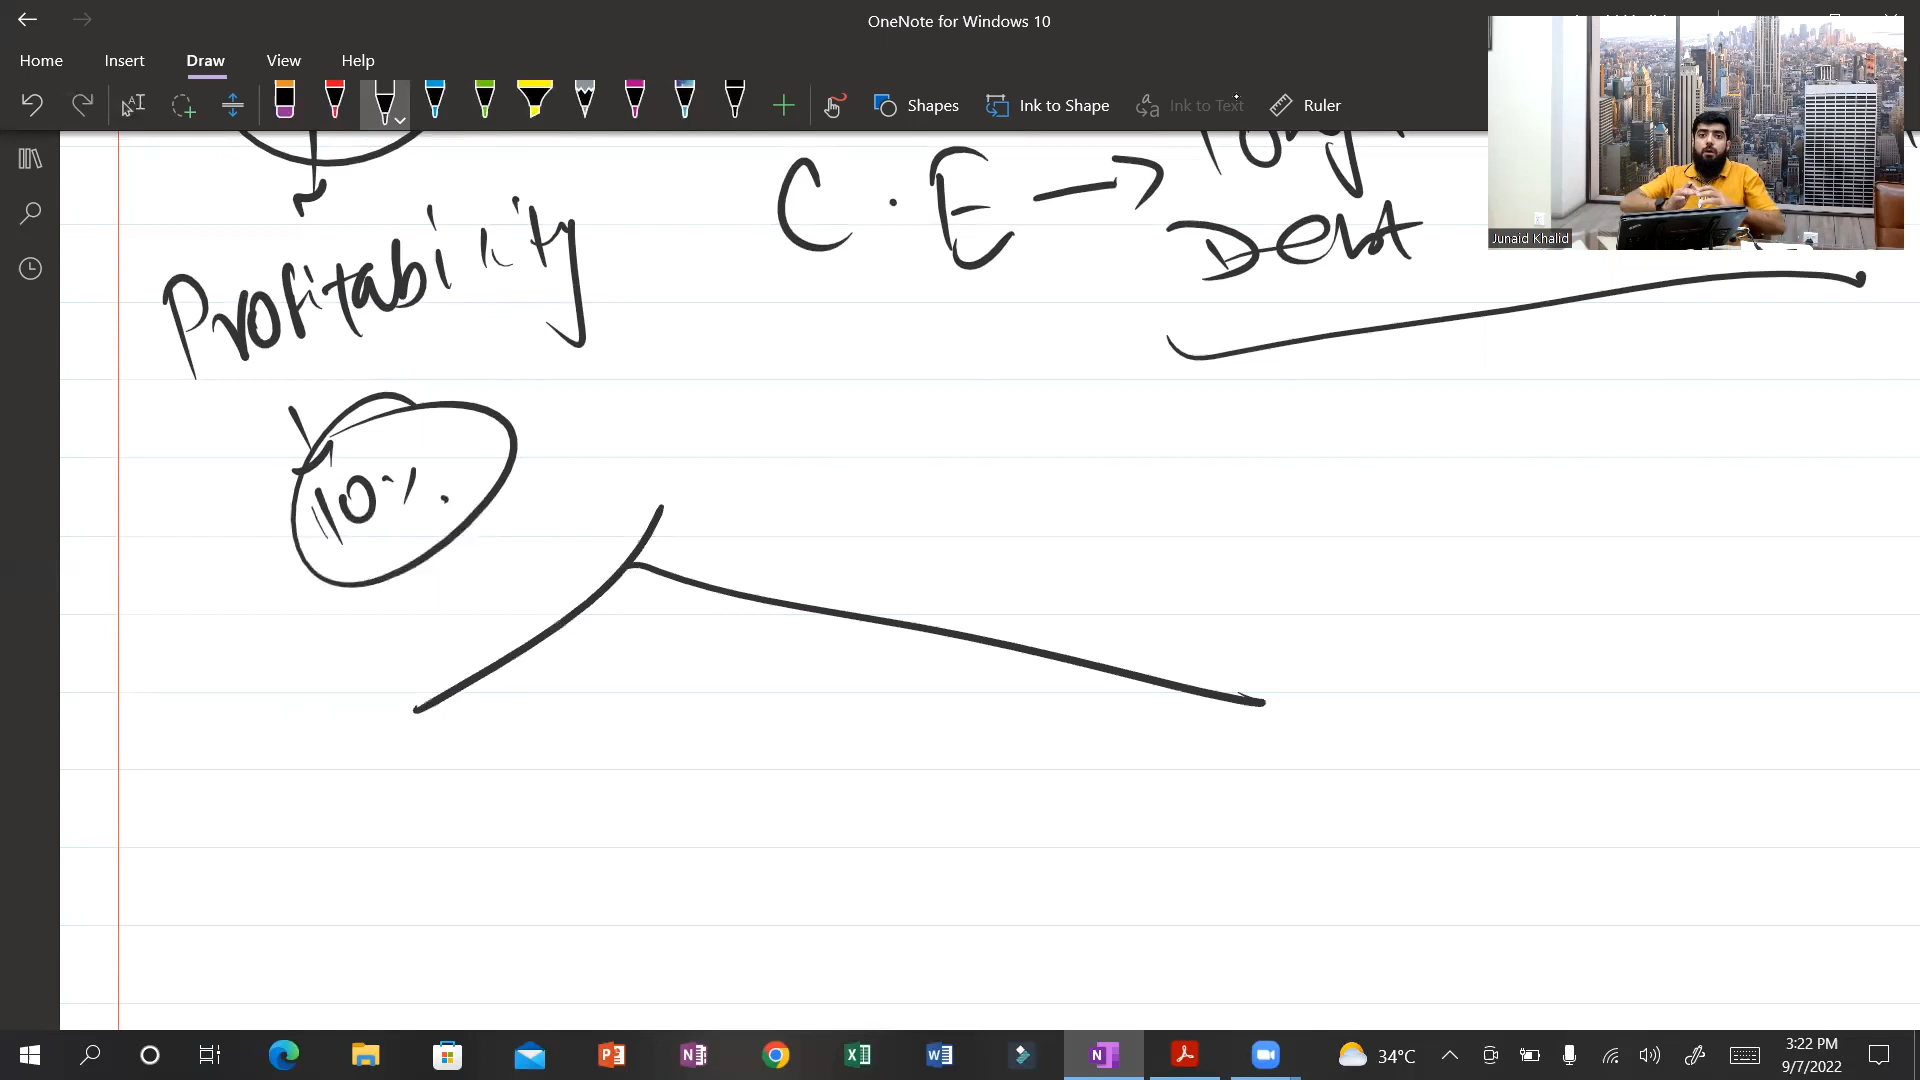 OneNote for Windows 10
Home Insert Draw View Help
Shapes Ink to Shape Ink to Text Ruler
Junaid Khalid
C.E → Long
Debt
Profitability
10%.
34°C
3:22 PM
9/7/2022